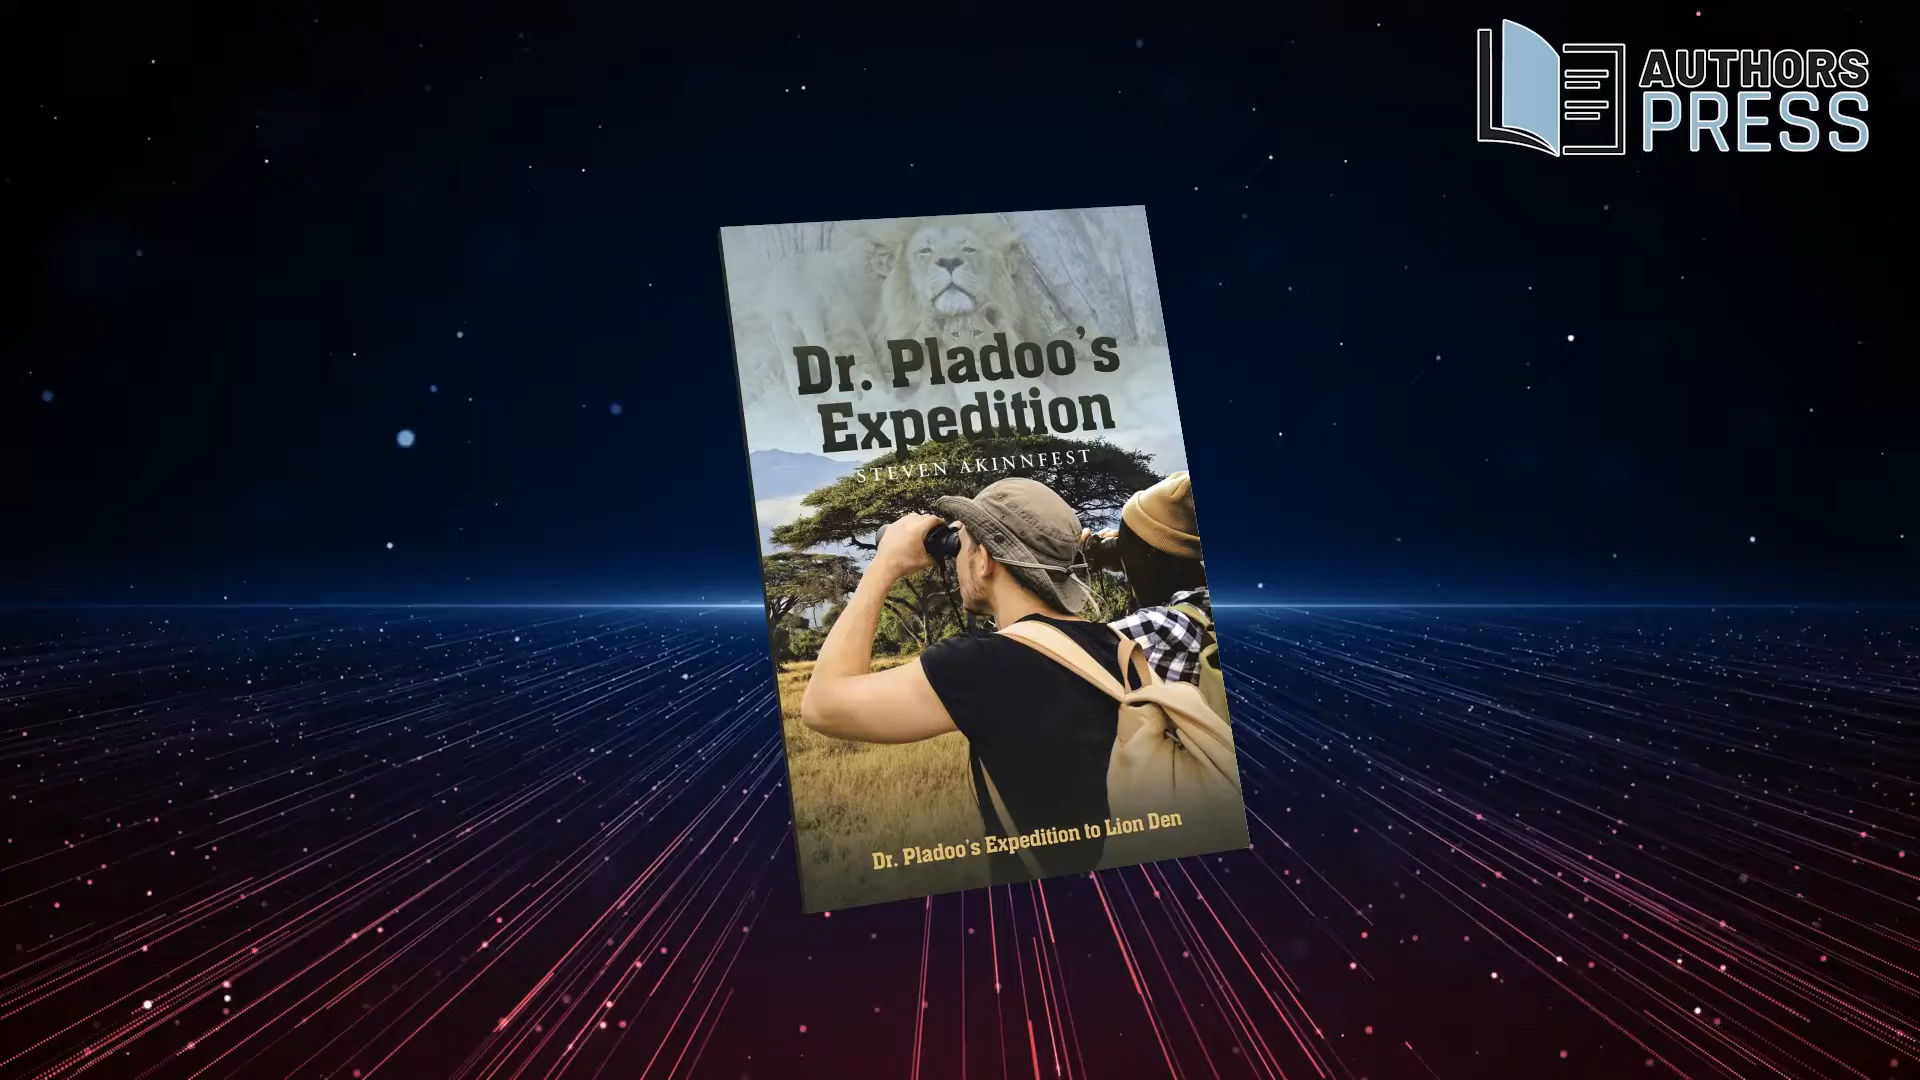 AUTHORS
PRESS
Dr. Pladoo's
Expedition
STEVEN AKINNFEST
Dr. Pladoo's Expedition to Lion Den